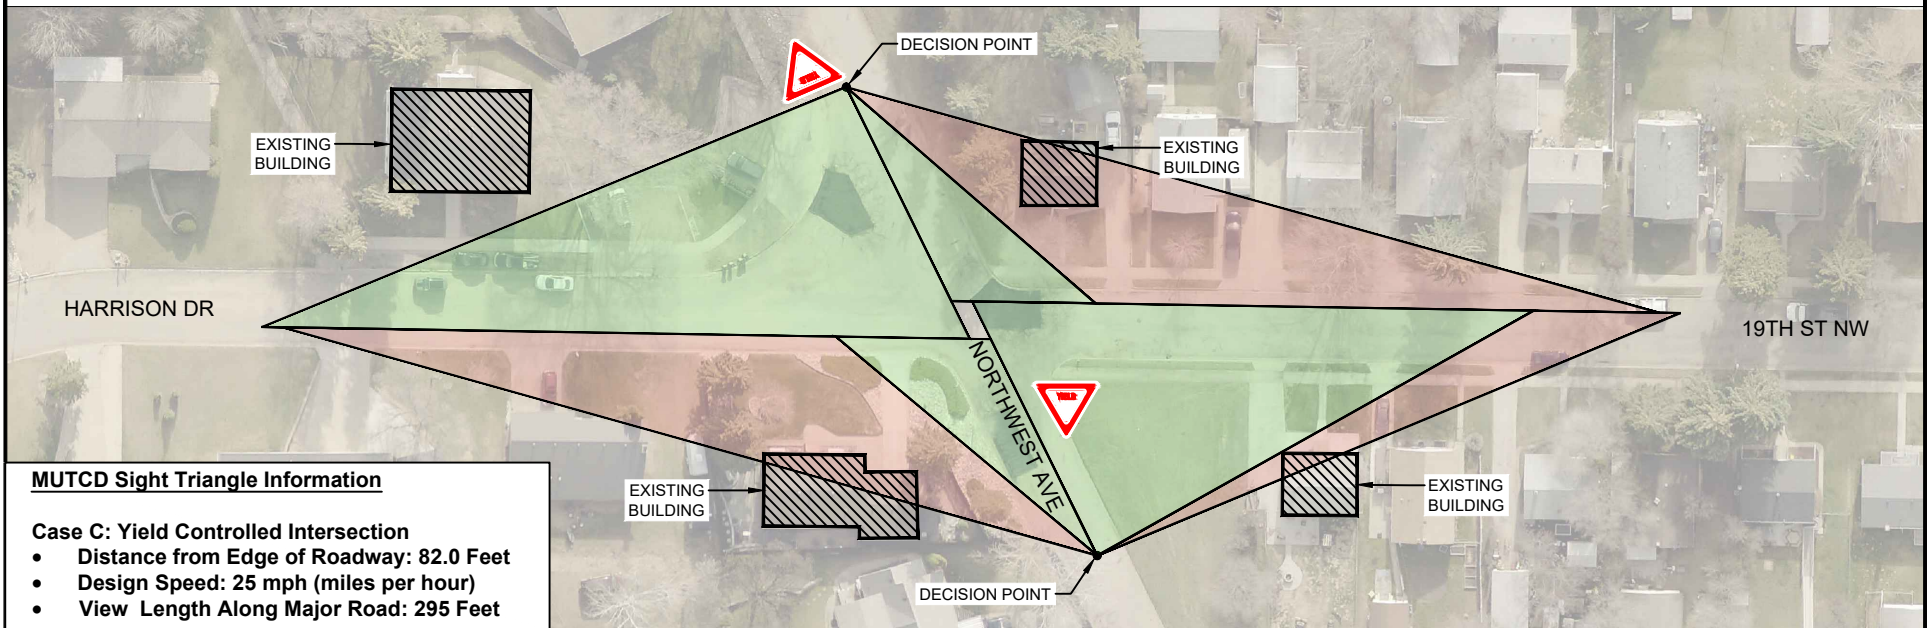 DECISION POINT
EXISTING
BUILDING
EXISTING
BUILDING
HARRISON DR
19TH ST NW
NORTHWEST AVE
YIELD
EXISTING
BUILDING
EXISTING
BUILDING
DECISION POINT
MUTCD Sight Triangle Information
Case C: Yield Controlled Intersection
• Distance from Edge of Roadway: 82.0 Feet
• Design Speed: 25 mph (miles per hour)
• View Length Along Major Road: 295 Feet